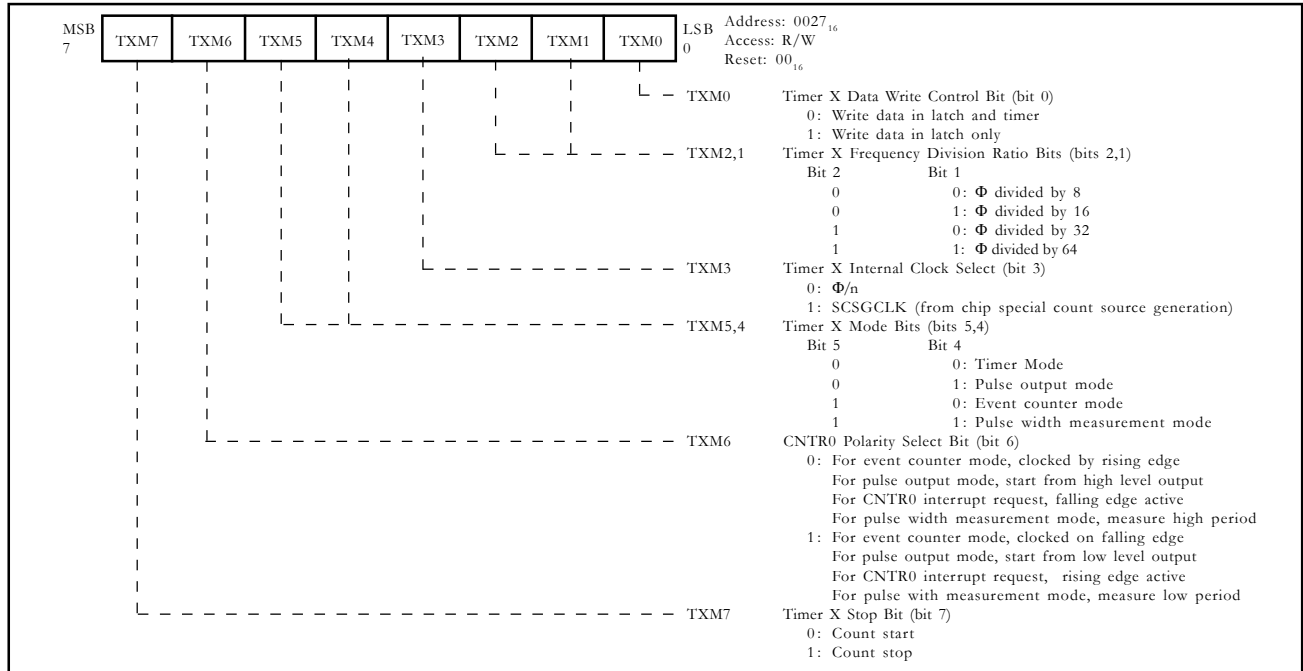 MSB 7 TXM7 TXM6 TXM5 TXM4 TXM3 TXM2 TXM1 TXM0 LSB 0
Address: 0027₁₆
Access: R/W
Reset: 00₁₆
TXM0 Timer X Data Write Control Bit (bit 0)
0: Write data in latch and timer
1: Write data in latch only
TXM2,1 Timer X Frequency Division Ratio Bits (bits 2,1)
Bit 2 Bit 1
0 0: Φ divided by 8
0 1: Φ divided by 16
1 0: Φ divided by 32
1 1: Φ divided by 64
TXM3 Timer X Internal Clock Select (bit 3)
0: Φ/n
1: SCSGCLK (from chip special count source generation)
TXM5,4 Timer X Mode Bits (bits 5,4)
Bit 5 Bit 4
0 0: Timer Mode
0 1: Pulse output mode
1 0: Event counter mode
1 1: Pulse width measurement mode
TXM6 CNTR0 Polarity Select Bit (bit 6)
0: For event counter mode, clocked by rising edge
For pulse output mode, start from high level output
For CNTR0 interrupt request, falling edge active
For pulse width measurement mode, measure high period
1: For event counter mode, clocked on falling edge
For pulse output mode, start from low level output
For CNTR0 interrupt request, rising edge active
For pulse with measurement mode, measure low period
TXM7 Timer X Stop Bit (bit 7)
0: Count start
1: Count stop